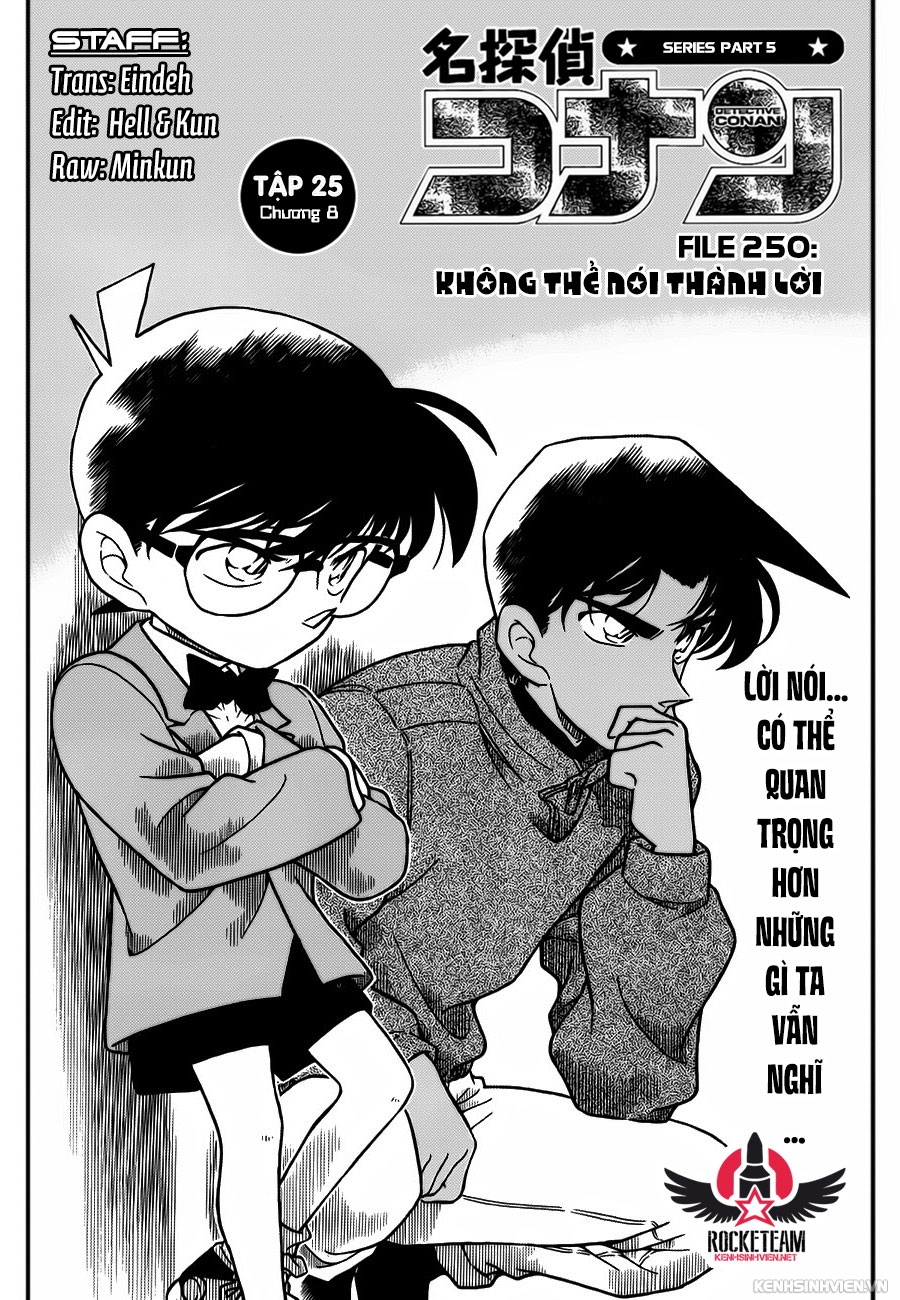 STAFF:
Trans: Eindeh
Edit: Hell & Kun
Raw: Minkun
TẬP 25
Chương 8
名探偵
★ SERIES PART 5 ★
コナン
DETECTIVE
CONAN
FILE 250:
KHÔNG THỂ NÓI THÀNH LỜI
LỜI NÓI...
CÓ THỂ
QUAN
TRỌNG
HƠN
NHỮNG
GÌ TA
VẪN
NGHĨ
...
ROCKETEAM
KENHSINHVIEN.NET
KENHSINHVIEN.VN